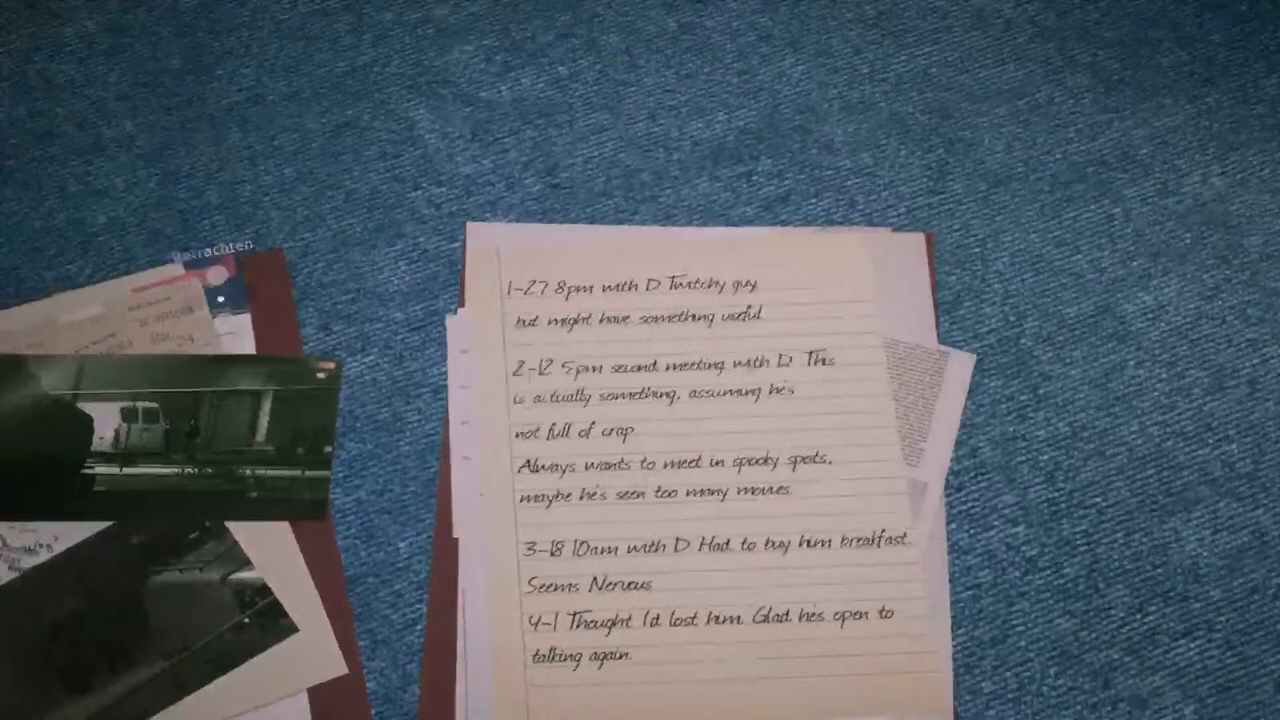 Betrachten
1-27 8pm with D Twitchy guy
but might have something useful
2-12 5pm second meeting with D This
is actually something, assuming he's
not full of crap.
Always wants to meet in spooky spots,
maybe he's seen too many movies.
3-18 10am with D Had to buy him breakfast.
Seems Nervous
4-1 Thought I'd lost him. Glad he's open to
talking again.